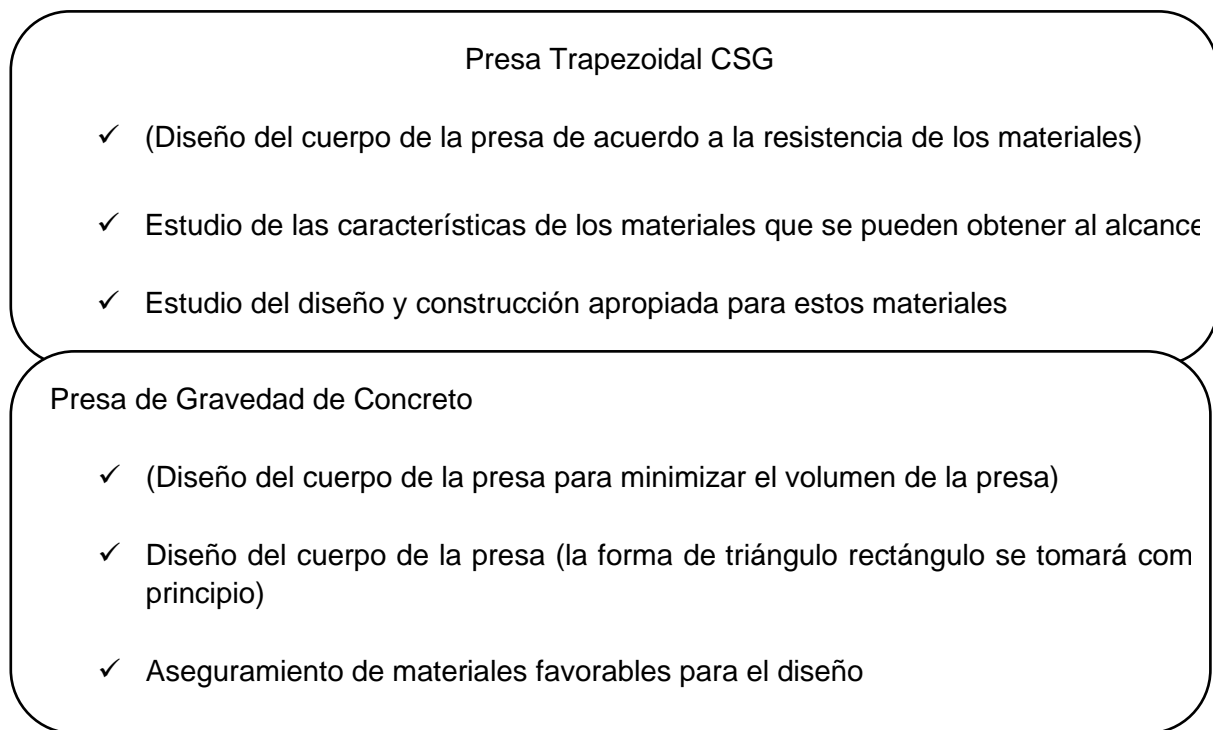 Presa Trapezoidal CSG
✓ (Diseño del cuerpo de la presa de acuerdo a la resistencia de los materiales)
✓ Estudio de las características de los materiales que se pueden obtener al alcance
✓ Estudio del diseño y construcción apropiada para estos materiales
Presa de Gravedad de Concreto
✓ (Diseño del cuerpo de la presa para minimizar el volumen de la presa)
✓ Diseño del cuerpo de la presa (la forma de triángulo rectángulo se tomará com
principio)
✓ Aseguramiento de materiales favorables para el diseño